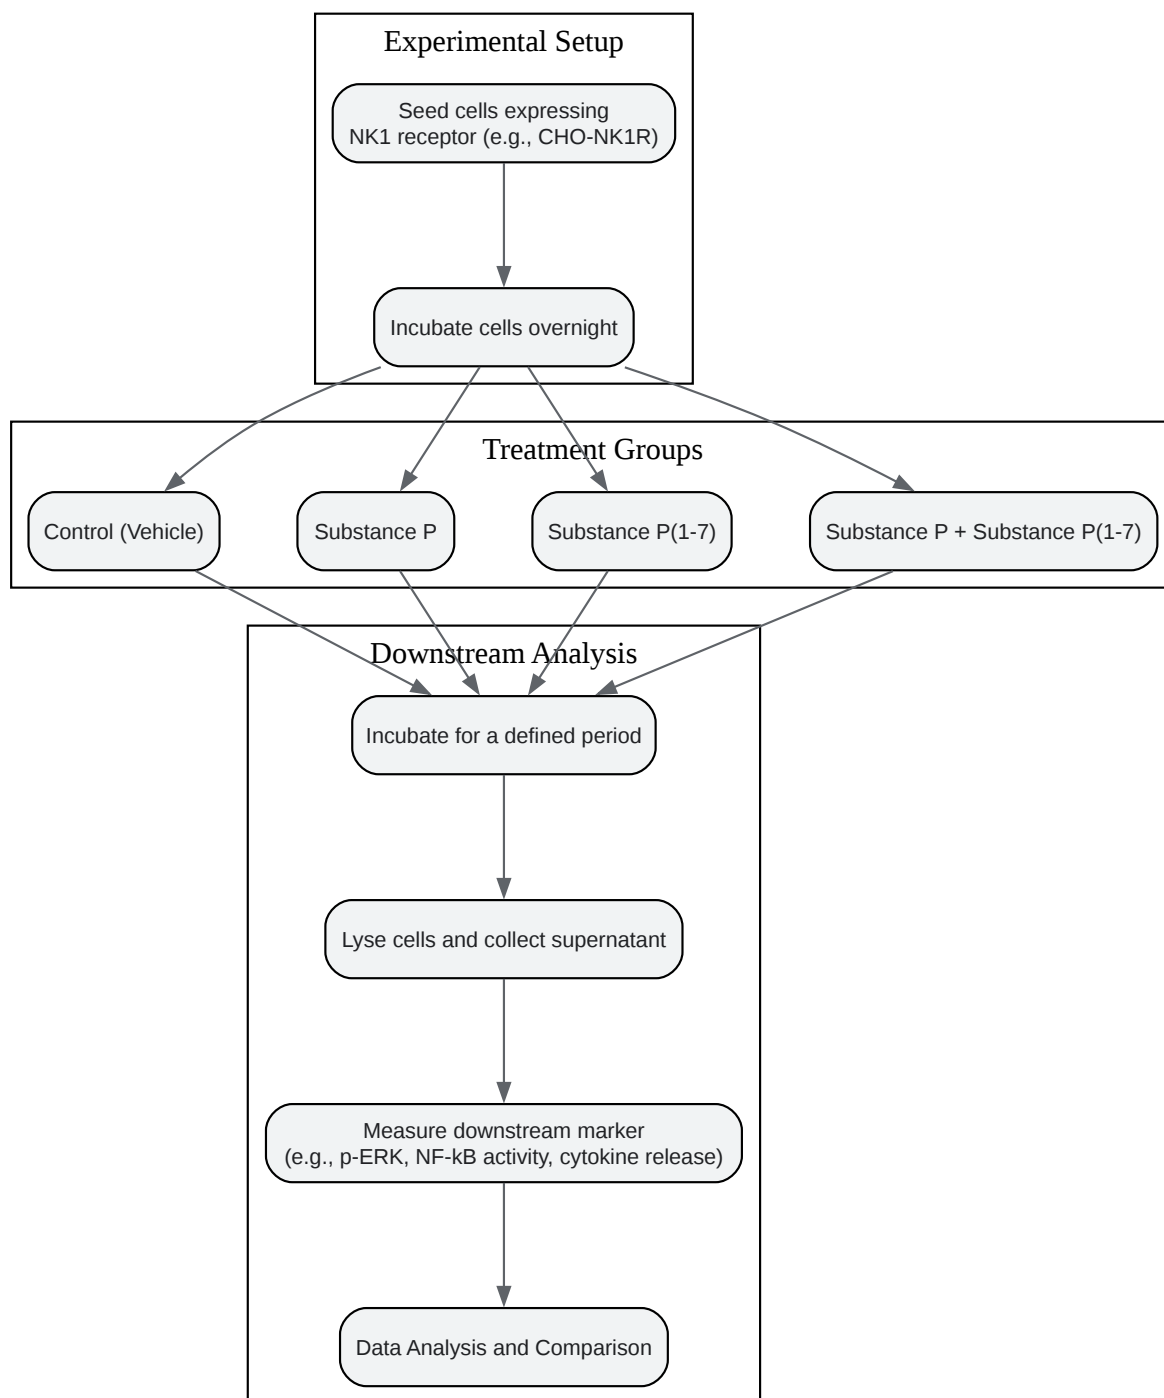 Experimental Setup
Seed cells expressing
NK1 receptor (e.g., CHO-NK1R)
Incubate cells overnight
Treatment Groups
Control (Vehicle)
Substance P
Substance P(1-7)
Substance P + Substance P(1-7)
Downstream Analysis
Incubate for a defined period
Lyse cells and collect supernatant
Measure downstream marker
(e.g., p-ERK, NF-kB activity, cytokine release)
Data Analysis and Comparison